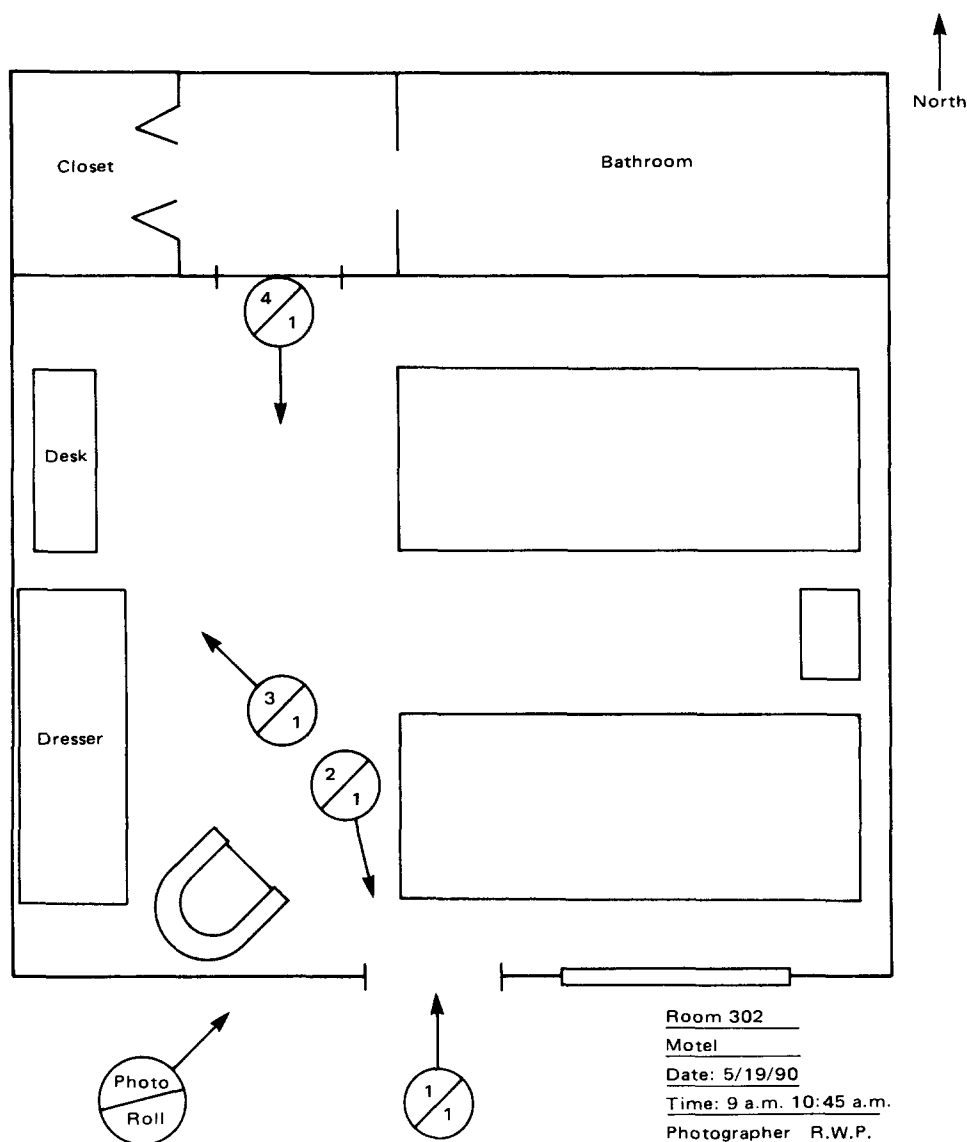 North
Closet
Bathroom
4
1
Desk
3
1
Dresser
2
1
Photo
Roll
1
1
Room 302
Motel
Date: 5/19/90
Time: 9 a.m. 10:45 a.m.
Photographer R.W.P.